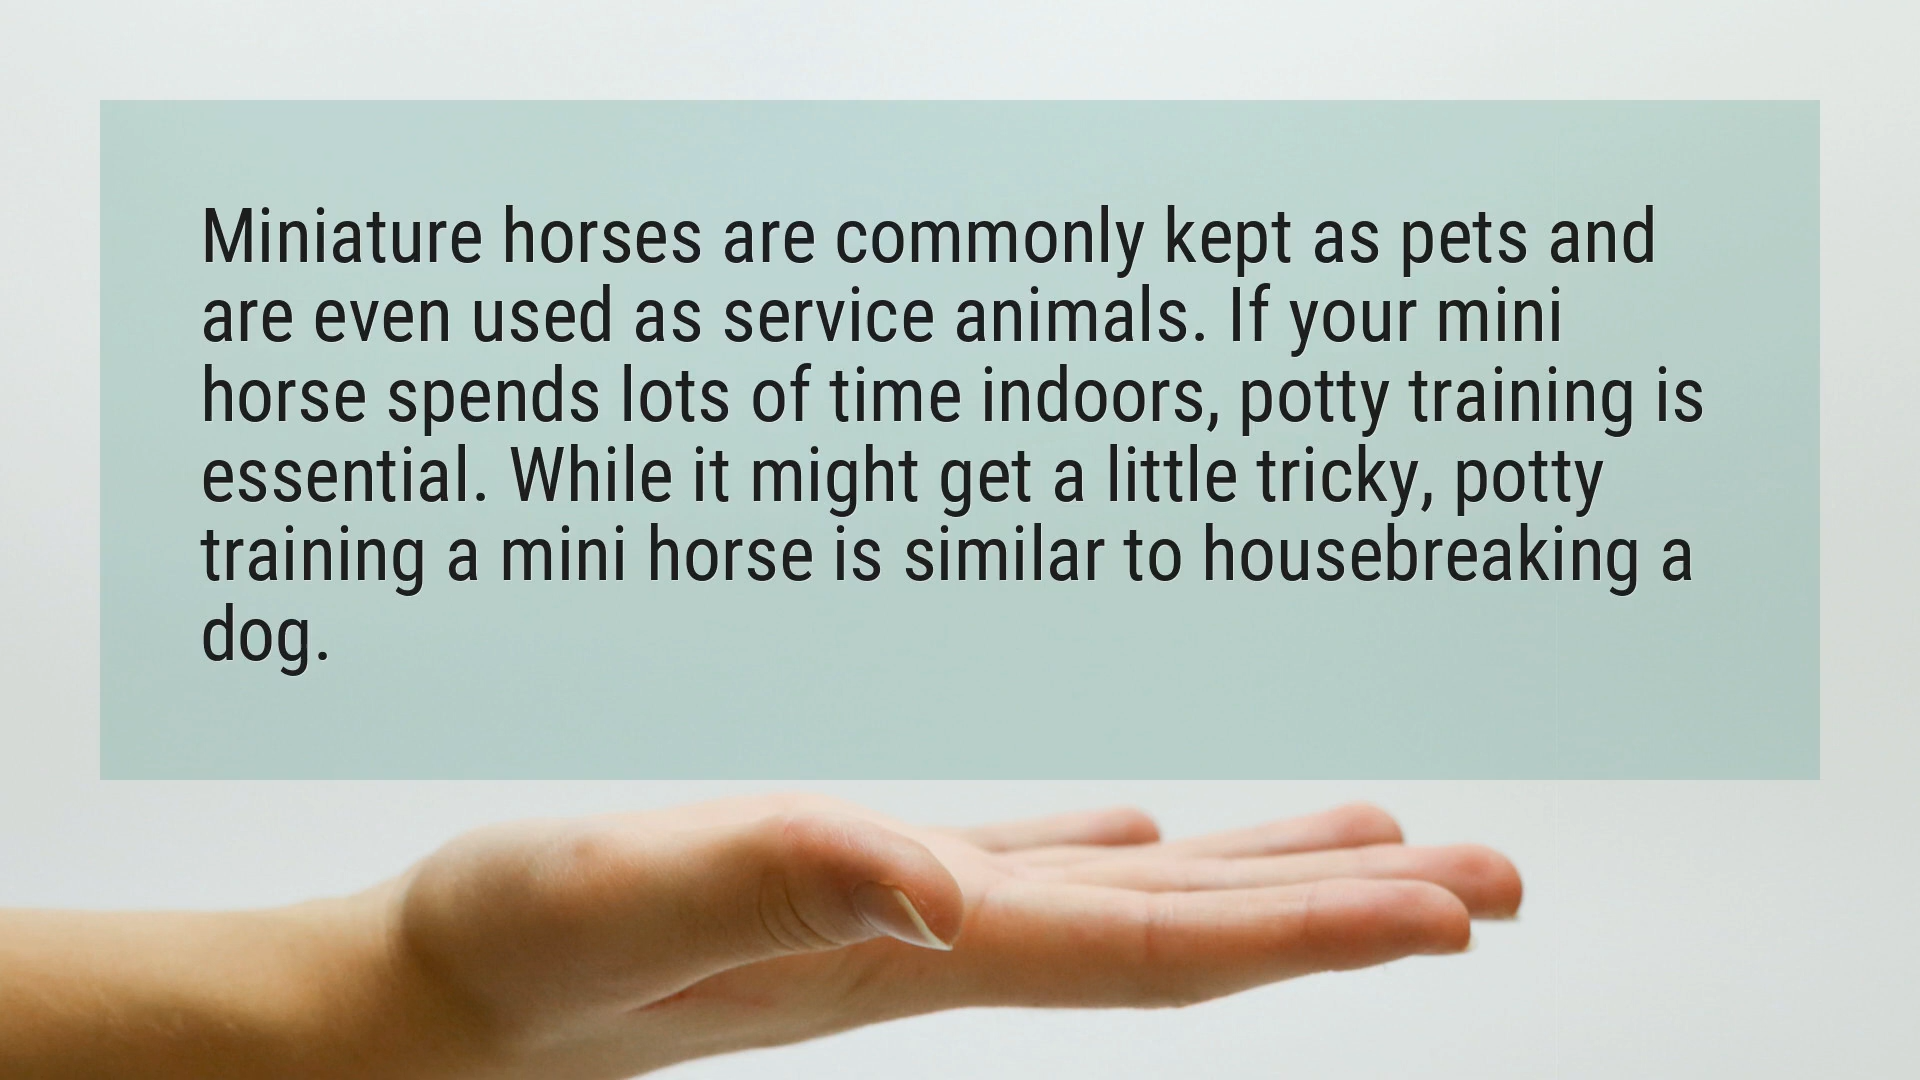 Miniature horses are commonly kept as pets and
are even used as service animals. If your mini
horse spends lots of time indoors, potty training is
essential. While it might get a little tricky, potty
training a mini horse is similar to housebreaking a
dog.